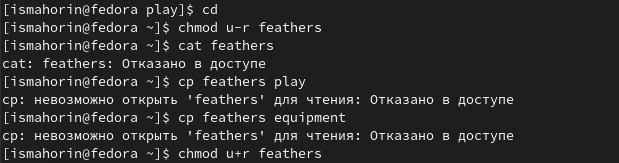 [ismahorin@fedora play]$ cd
[ismahorin@fedora ~]$ chmod u-r feathers
[ismahorin@fedora ~]$ cat feathers
cat: feathers: Отказано в доступе
[ismahorin@fedora ~]$ cp feathers play
cp: невозможно открыть 'feathers' для чтения: Отказано в доступе
[ismahorin@fedora ~]$ cp feathers equipment
cp: невозможно открыть 'feathers' для чтения: Отказано в доступе
[ismahorin@fedora ~]$ chmod u+r feathers